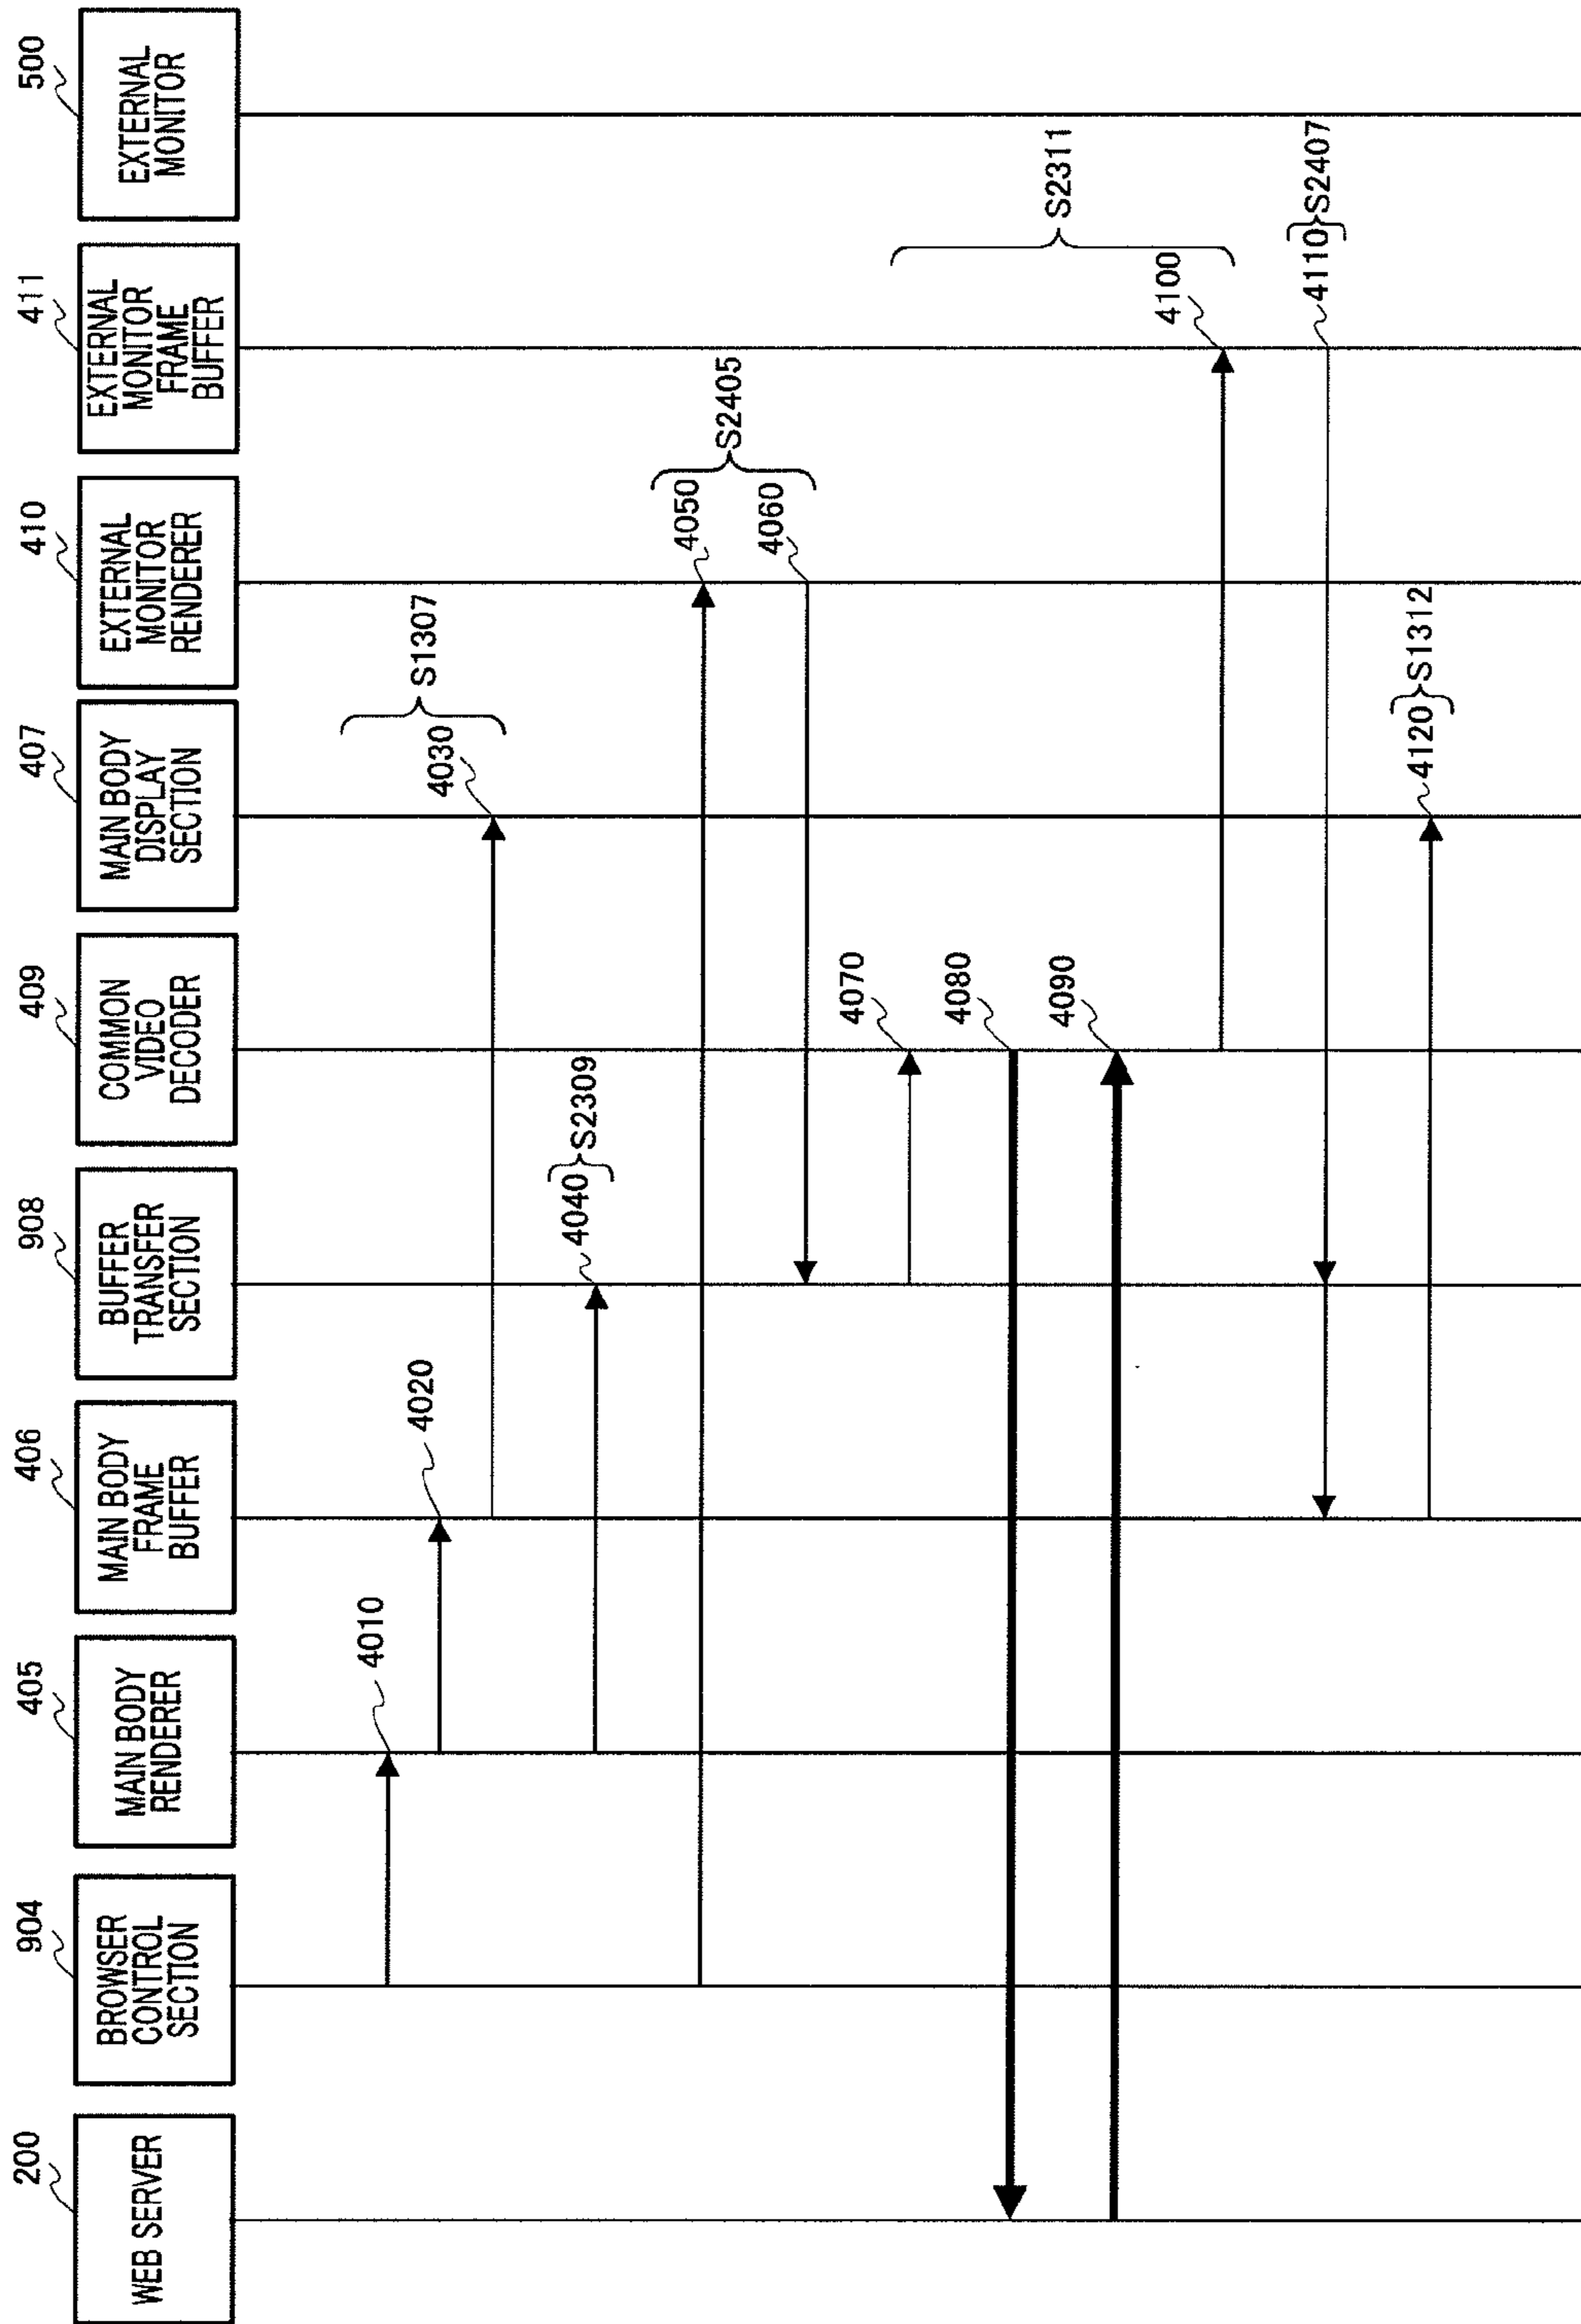 200
WEB SERVER
904
BROWSER
CONTROL
SECTION
405
MAIN BODY
RENDERER
406
MAIN BODY
FRAME
BUFFER
908
BUFFER
TRANSFER
SECTION
409
COMMON
VIDEO
DECODER
407
MAIN BODY
DISPLAY
SECTION
410
EXTERNAL
MONITOR
RENDERER
411
EXTERNAL
MONITOR
FRAME
BUFFER
500
EXTERNAL
MONITOR
4010
4020
4030
S1307
4040
S2309
4050
4060
S2405
4070
4080
4090
4100
S2311
4110
S2407
4120
S1312